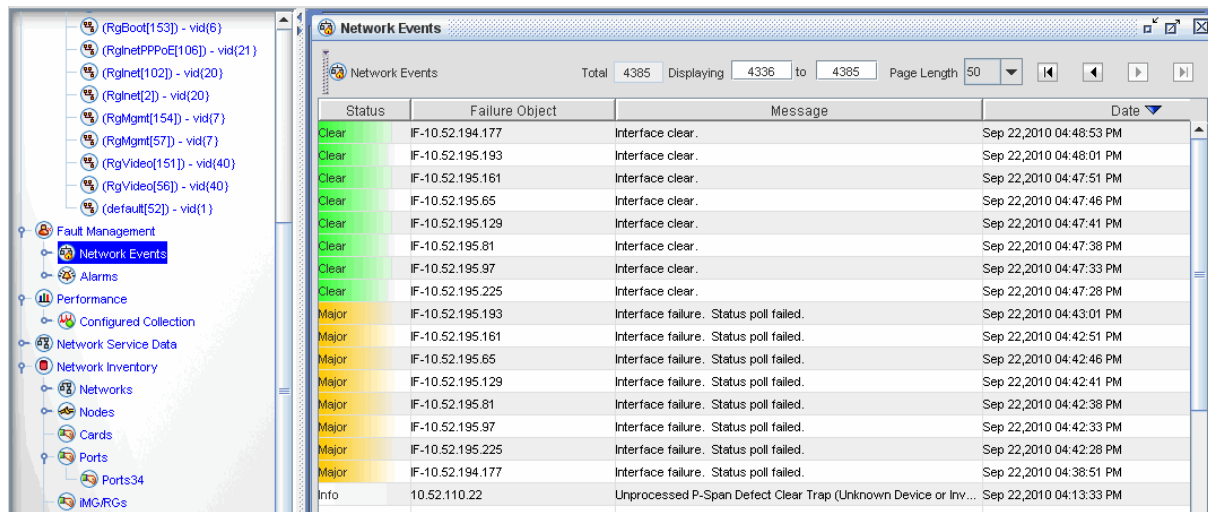 (RgBoot[153]) - vid{6}
(RgInetPPPoE[106]) - vid{21}
(RgInet[102]) - vid{20}
(RgInet[2]) - vid{20}
(RgMgmt[154]) - vid{7}
(RgMgmt[57]) - vid{7}
(RgVideo[151]) - vid{40}
(RgVideo[56]) - vid{40}
(default[52]) - vid{1}
Fault Management
Network Events
Alarms
Performance
Configured Collection
Network Service Data
Network Inventory
Networks
Nodes
Cards
Ports
Ports34
iMG/RGs
Network Events
Network Events Total 4385 Displaying 4336 to 4385 Page Length 50
Status Failure Object Message Date
Clear IF-10.52.194.177 Interface clear. Sep 22,2010 04:48:53 PM
Clear IF-10.52.195.193 Interface clear. Sep 22,2010 04:48:01 PM
Clear IF-10.52.195.161 Interface clear. Sep 22,2010 04:47:51 PM
Clear IF-10.52.195.65 Interface clear. Sep 22,2010 04:47:46 PM
Clear IF-10.52.195.129 Interface clear. Sep 22,2010 04:47:41 PM
Clear IF-10.52.195.81 Interface clear. Sep 22,2010 04:47:38 PM
Clear IF-10.52.195.97 Interface clear. Sep 22,2010 04:47:33 PM
Clear IF-10.52.195.225 Interface clear. Sep 22,2010 04:47:28 PM
Major IF-10.52.195.193 Interface failure. Status poll failed. Sep 22,2010 04:43:01 PM
Major IF-10.52.195.161 Interface failure. Status poll failed. Sep 22,2010 04:42:51 PM
Major IF-10.52.195.65 Interface failure. Status poll failed. Sep 22,2010 04:42:46 PM
Major IF-10.52.195.129 Interface failure. Status poll failed. Sep 22,2010 04:42:41 PM
Major IF-10.52.195.81 Interface failure. Status poll failed. Sep 22,2010 04:42:38 PM
Major IF-10.52.195.97 Interface failure. Status poll failed. Sep 22,2010 04:42:33 PM
Major IF-10.52.195.225 Interface failure. Status poll failed. Sep 22,2010 04:42:28 PM
Major IF-10.52.194.177 Interface failure. Status poll failed. Sep 22,2010 04:38:51 PM
Info 10.52.110.22 Unprocessed P-Span Defect Clear Trap (Unknown Device or Inv... Sep 22,2010 04:13:33 PM